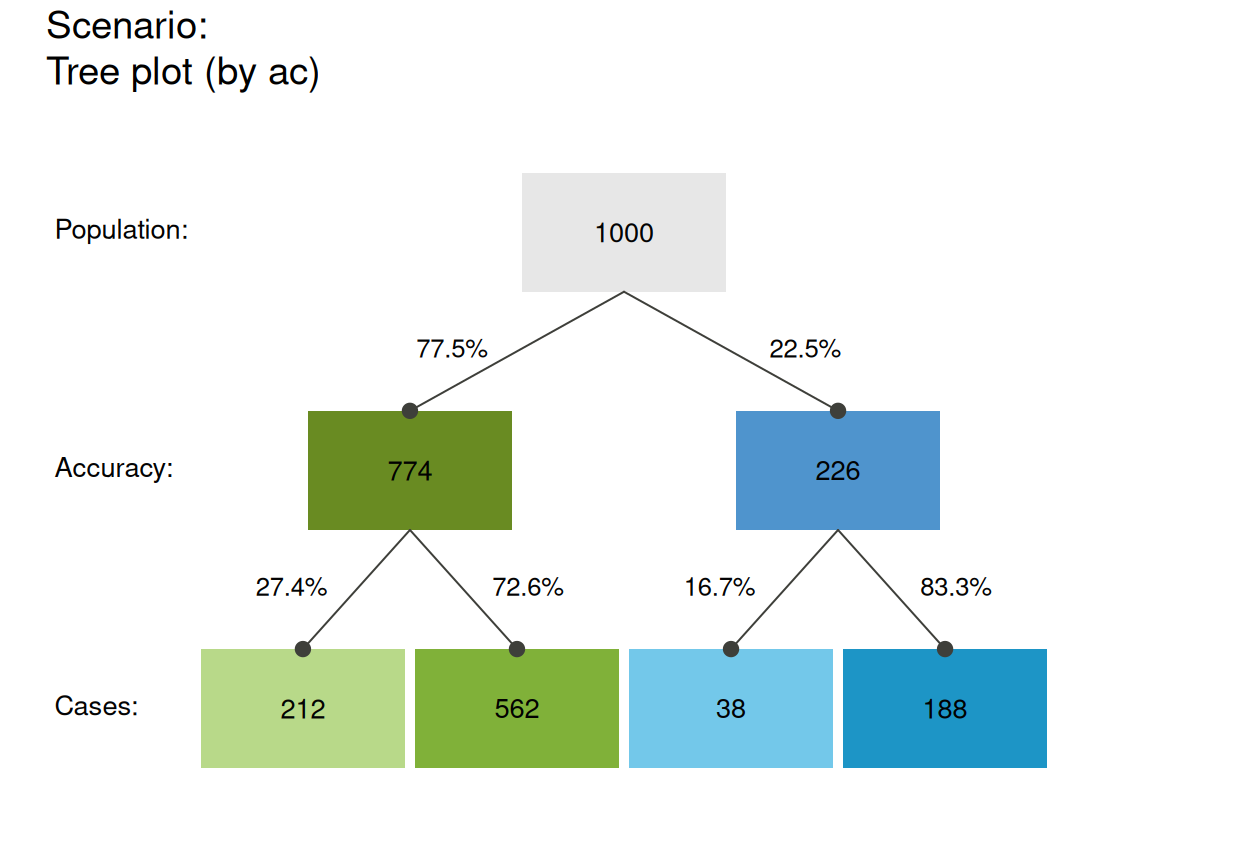 Scenario:
Tree plot (by ac)
Population:
1000
77.5%
22.5%
Accuracy:
774
226
27.4%
72.6%
16.7%
83.3%
Cases:
212
562
38
188